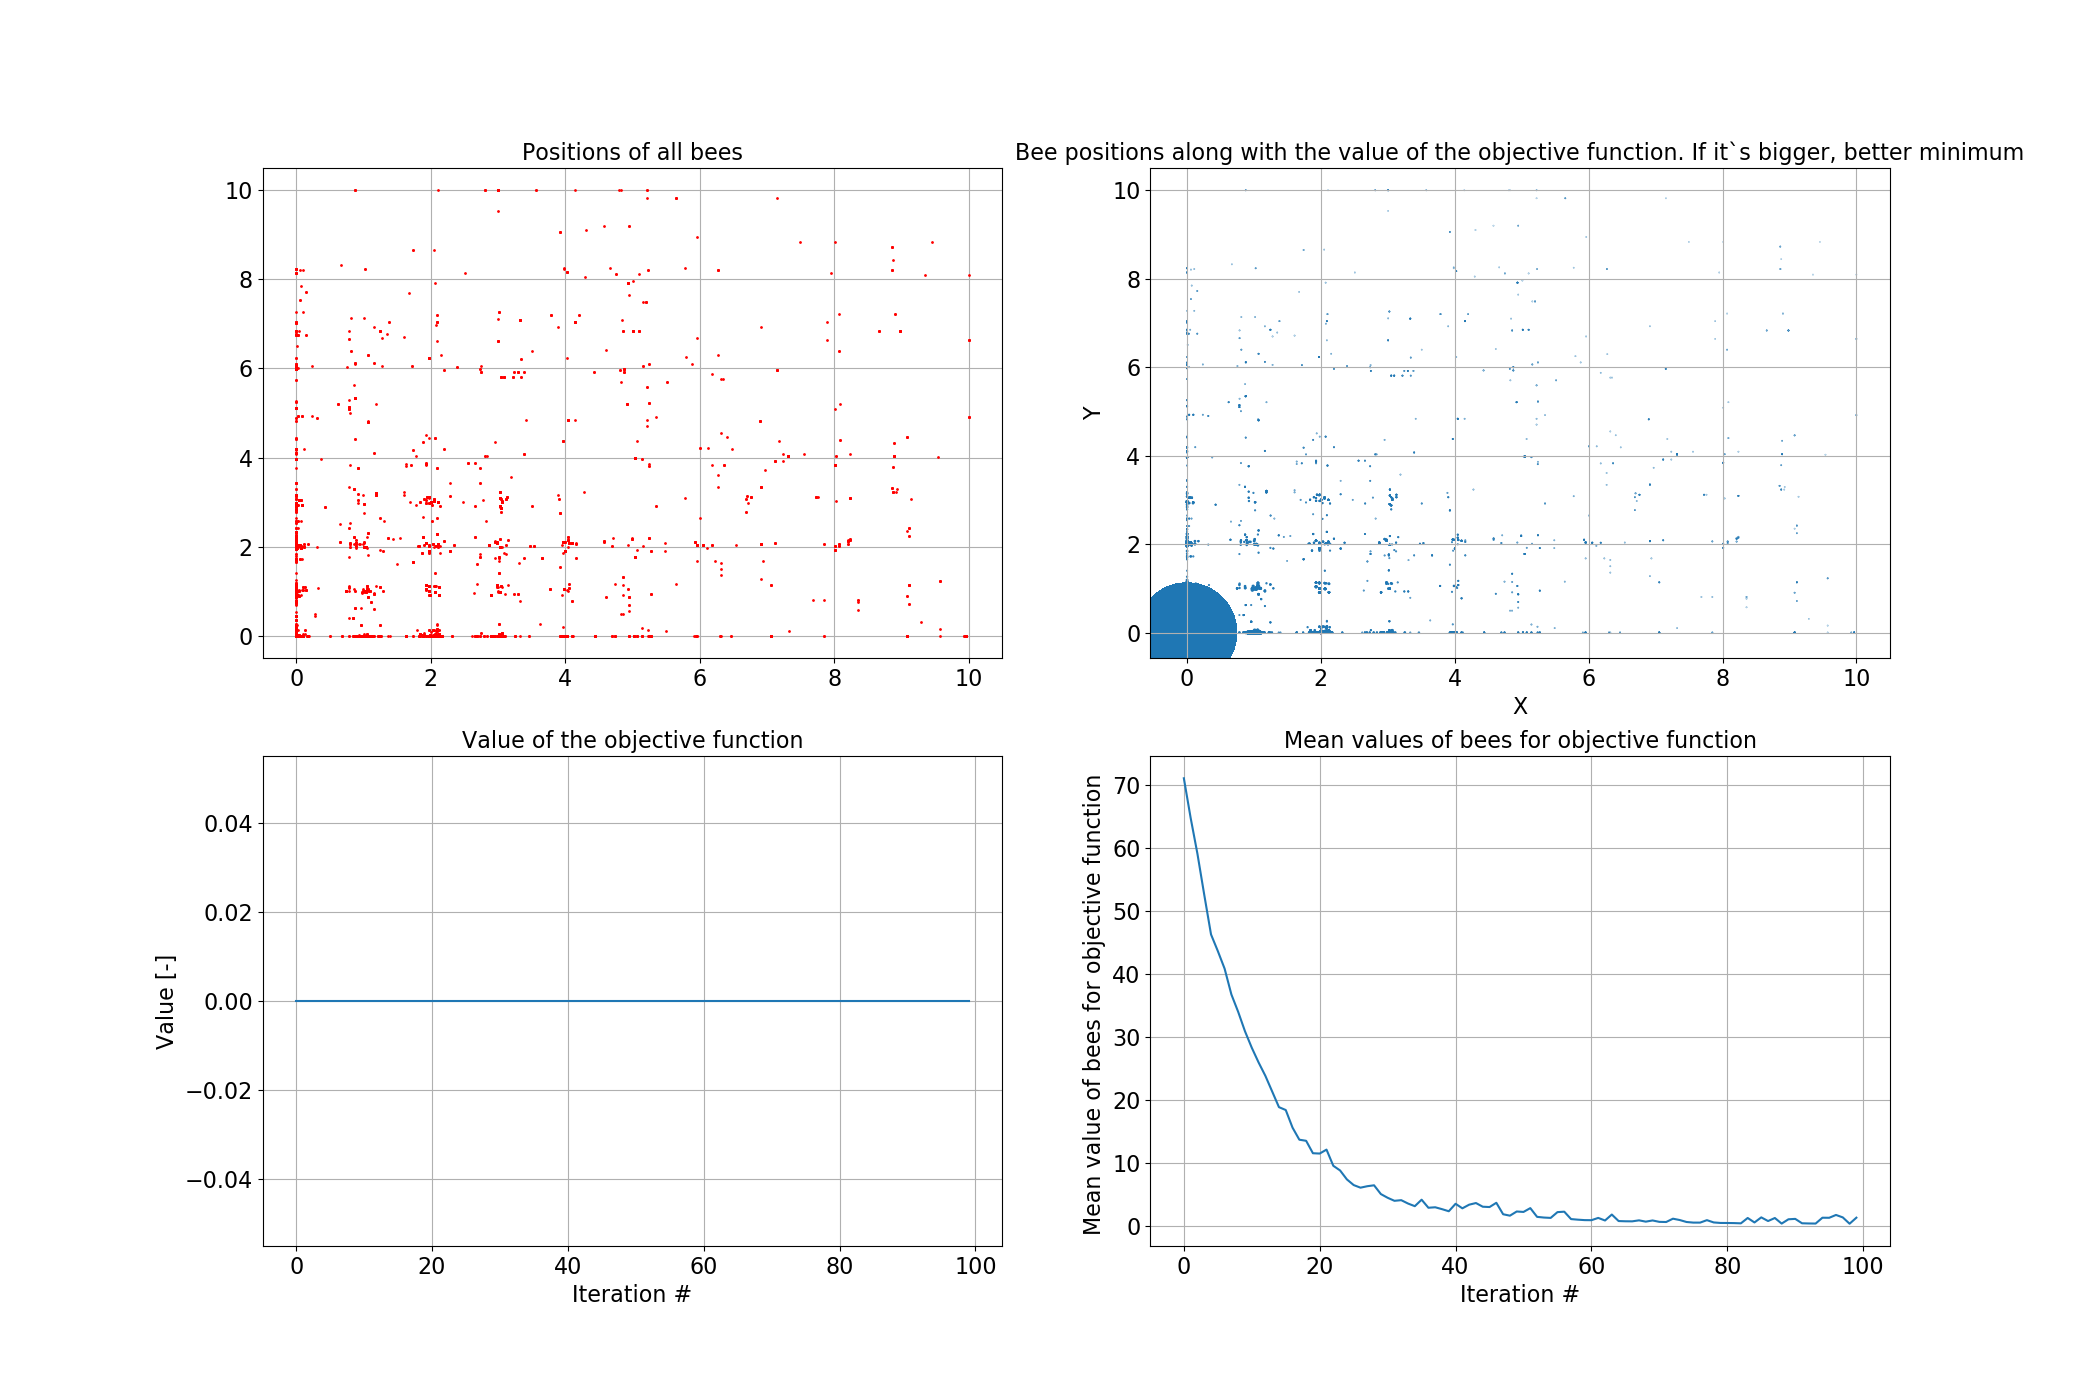 Positions of all bees
10
8
6
4
2
0
0 2 4 6 8 10
Bee positions along with the value of the objective function. If it`s bigger, better minimum
Y
10
8
6
4
2
0
0 2 4 6 8 10
X
Value of the objective function
Value [-]
0.04
0.02
0.00
−0.02
−0.04
0 20 40 60 80 100
Iteration #
Mean values of bees for objective function
Mean value of bees for objective function
70
60
50
40
30
20
10
0
0 20 40 60 80 100
Iteration #